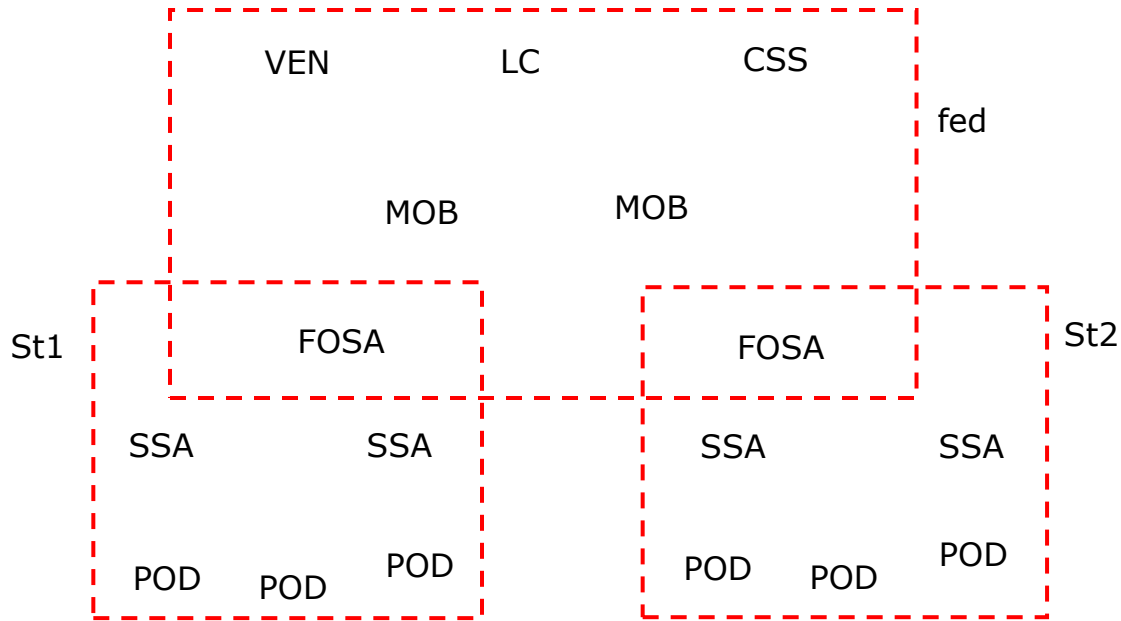 VEN LC CSS
fed
MOB MOB
St1 FOSA FOSA St2
SSA SSA SSA SSA
POD POD POD POD POD POD